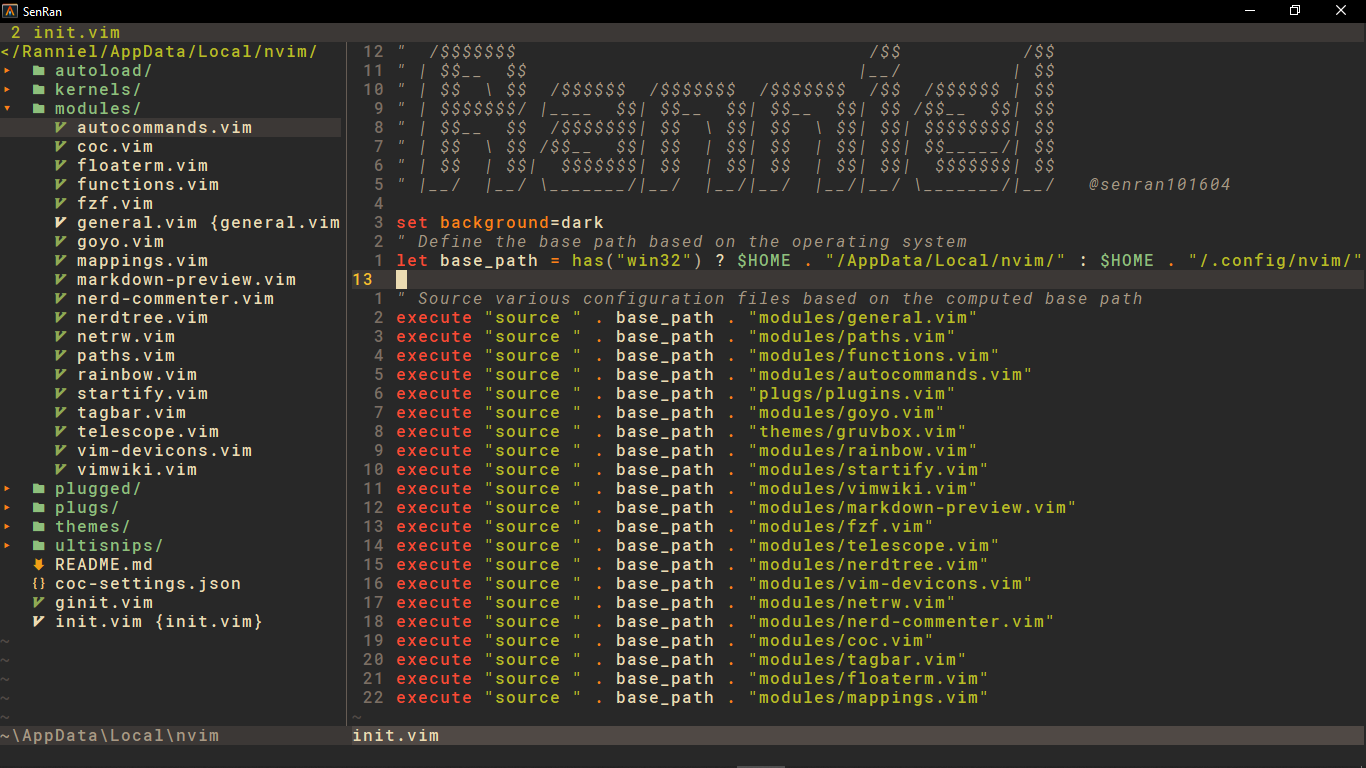 SenRan
2 init.vim
</Ranniel/AppData/Local/nvim/
▸ autoload/
▸ kernels/
▾ modules/
autocommands.vim
coc.vim
floaterm.vim
functions.vim
fzf.vim
general.vim {general.vim
goyo.vim
mappings.vim
markdown-preview.vim
nerd-commenter.vim
nerdtree.vim
netrw.vim
paths.vim
rainbow.vim
startify.vim
tagbar.vim
telescope.vim
vim-devicons.vim
vimwiki.vim
▸ plugged/
▸ plugs/
▸ themes/
▸ ultisnips/
README.md
{} coc-settings.json
ginit.vim
init.vim {init.vim}
~
~
~
~
~
~\AppData\Local\nvim
12 "  /$$$$$$$                                /$$           /$$
11 " | $$__  $$                              |__/          | $$
10 " | $$  \ $$  /$$$$$$  /$$$$$$$  /$$$$$$$  /$$  /$$$$$$ | $$
9 " | $$$$$$$/ |____  $$| $$__  $$| $$__  $$| $$ /$$__  $$| $$
8 " | $$__  $$  /$$$$$$$| $$  \ $$| $$  \ $$| $$| $$$$$$$$| $$
7 " | $$  \ $$ /$$__  $$| $$  | $$| $$  | $$| $$| $$_____/| $$
6 " | $$  | $$|  $$$$$$$| $$  | $$| $$  | $$| $$|  $$$$$$$| $$
5 " |__/  |__/ \_______/|__/  |__/|__/  |__/|__/ \_______/|__/   @senran101604
4
3 set background=dark
2 " Define the base path based on the operating system
1 let base_path = has("win32") ? $HOME . "/AppData/Local/nvim/" : $HOME . "/.config/nvim/"
13
1 " Source various configuration files based on the computed base path
2 execute "source " . base_path . "modules/general.vim"
3 execute "source " . base_path . "modules/paths.vim"
4 execute "source " . base_path . "modules/functions.vim"
5 execute "source " . base_path . "modules/autocommands.vim"
6 execute "source " . base_path . "plugs/plugins.vim"
7 execute "source " . base_path . "modules/goyo.vim"
8 execute "source " . base_path . "themes/gruvbox.vim"
9 execute "source " . base_path . "modules/rainbow.vim"
10 execute "source " . base_path . "modules/startify.vim"
11 execute "source " . base_path . "modules/vimwiki.vim"
12 execute "source " . base_path . "modules/markdown-preview.vim"
13 execute "source " . base_path . "modules/fzf.vim"
14 execute "source " . base_path . "modules/telescope.vim"
15 execute "source " . base_path . "modules/nerdtree.vim"
16 execute "source " . base_path . "modules/vim-devicons.vim"
17 execute "source " . base_path . "modules/netrw.vim"
18 execute "source " . base_path . "modules/nerd-commenter.vim"
19 execute "source " . base_path . "modules/coc.vim"
20 execute "source " . base_path . "modules/tagbar.vim"
21 execute "source " . base_path . "modules/floaterm.vim"
22 execute "source " . base_path . "modules/mappings.vim"
~
init.vim